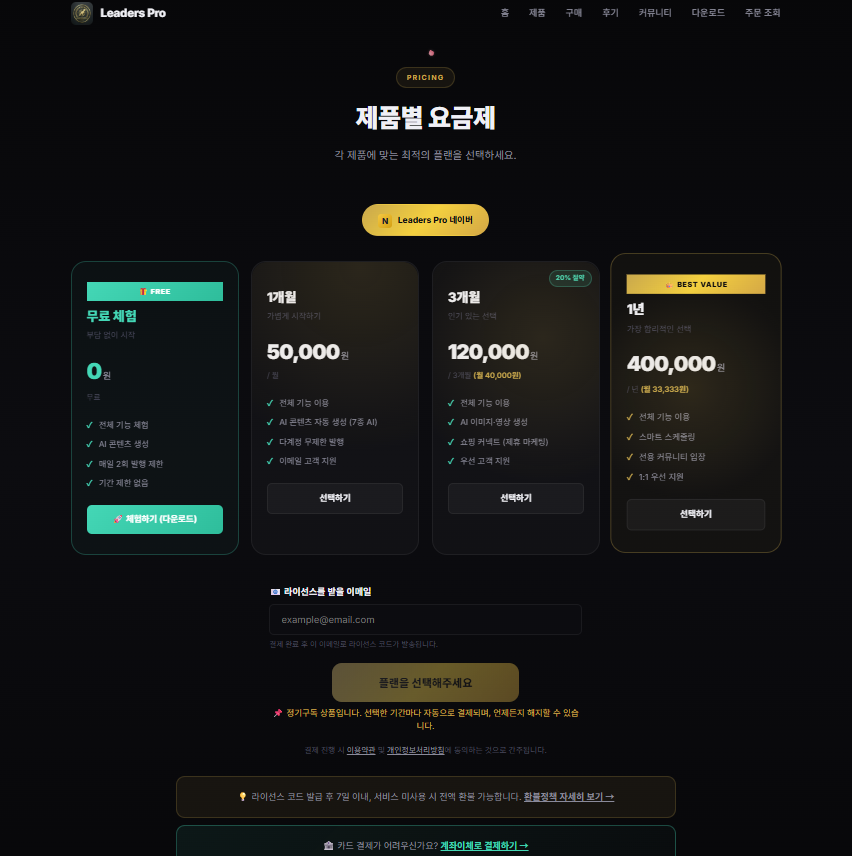 Leaders Pro
홈 제품 구매 후기 커뮤니티 다운로드 주문 조회
PRICING
제품별 요금제
각 제품에 맞는 최적의 플랜을 선택하세요.
N Leaders Pro 네이버
FREE
무료 체험
부담 없이 시작
0원
무료
✓ 전체 기능 체험
✓ AI 콘텐츠 생성
✓ 매일 2회 발행 제한
✓ 기간 제한 없음
체험하기 (다운로드)
1개월
가볍게 시작하기
50,000원
/ 월
✓ 전체 기능 이용
✓ AI 콘텐츠 자동 생성 (7종 AI)
✓ 다계정 무제한 발행
✓ 이메일 고객 지원
선택하기
20% 절약
3개월
인기 있는 선택
120,000원
/ 3개월 (월 40,000원)
✓ 전체 기능 이용
✓ AI 이미지·영상 생성
✓ 쇼핑 커넥트 (제휴 마케팅)
✓ 우선 고객 지원
선택하기
BEST VALUE
1년
가장 합리적인 선택
400,000원
/ 년 (월 33,333원)
✓ 전체 기능 이용
✓ 스마트 스케줄링
✓ 전용 커뮤니티 입장
✓ 1:1 우선 지원
선택하기
라이선스를 받을 이메일
example@email.com
결제 완료 후 이 이메일로 라이선스 코드가 발송됩니다.
플랜을 선택해주세요
정기구독 상품입니다. 선택한 기간마다 자동으로 결제되며, 언제든지 해지할 수 있습
니다.
결제 진행 시 이용약관 및 개인정보처리방침에 동의하는 것으로 간주됩니다.
라이선스 코드 발급 후 7일 이내, 서비스 미사용 시 전액 환불 가능합니다. 환불정책 자세히 보기 →
카드 결제가 어려우신가요? 계좌이체로 결제하기 →